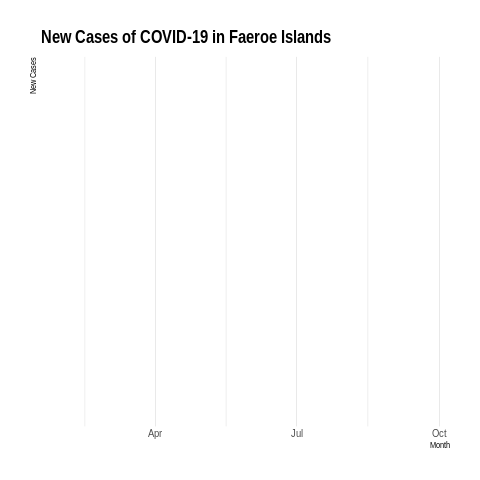 New Cases of COVID-19 in Faeroe Islands
New Cases
Apr
Jul
Oct
Month